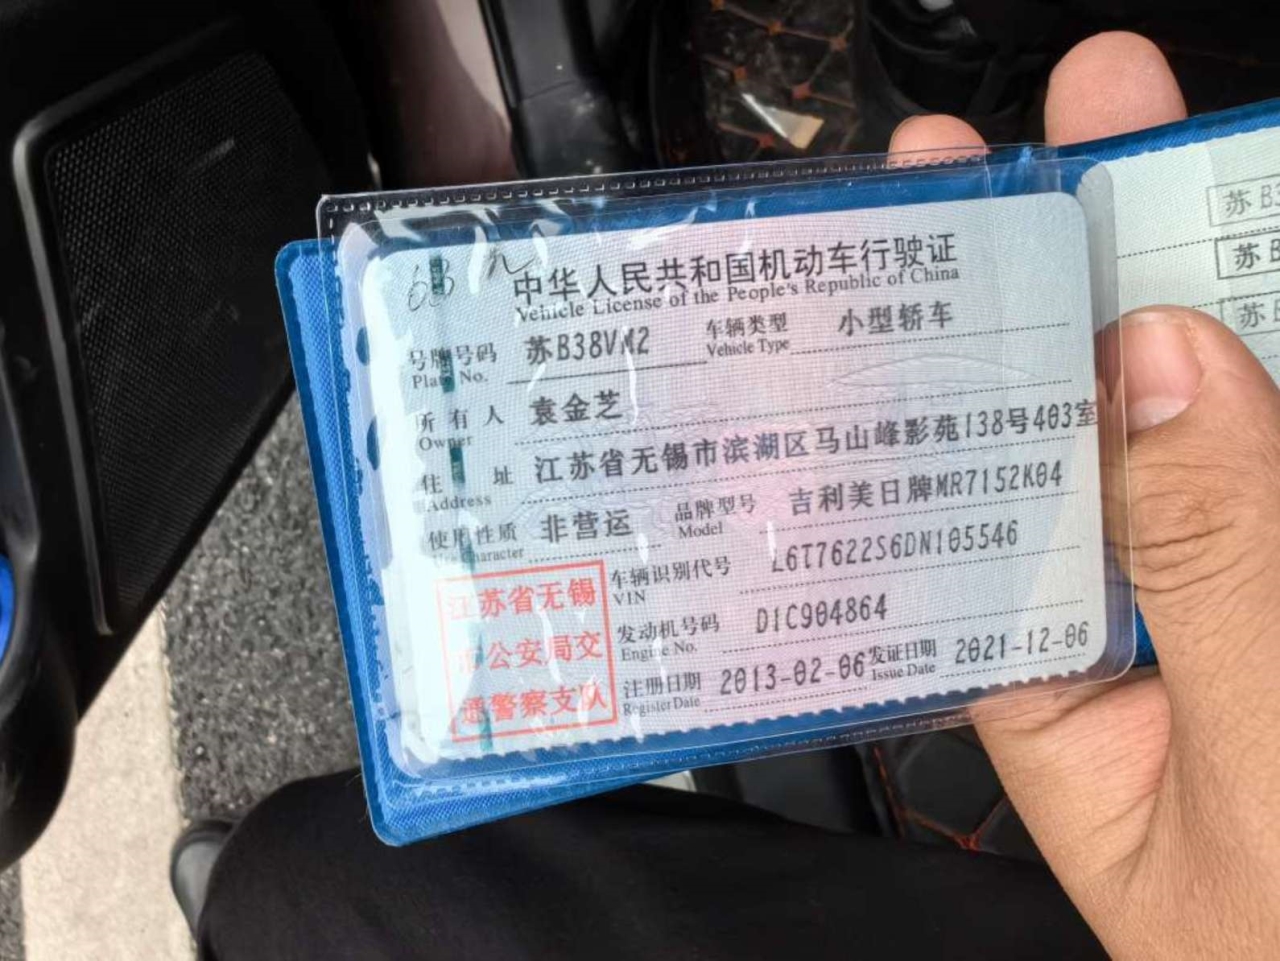 中华人民共和国机动车行驶证
Vehicle License of the People's Republic of China
号牌号码 苏B38V 2 车辆类型 小型轿车
Plate No. Vehicle Type
所有人 袁金芝
Owner
住址 江苏省无锡市滨湖区马山峰影苑138号403室
Address
使用性质 非营运 品牌型号 吉利美日牌MR7152K04
Use Character Model
车辆识别代号 L6T7622S6DN105546
VIN
发动机号码 D1C904864
Engine No.
注册日期 2013-02-06 发证日期 2021-12-06
Register Date Issue Date
江苏省无锡
市公安局交
通警察支队
苏B
苏B
苏B